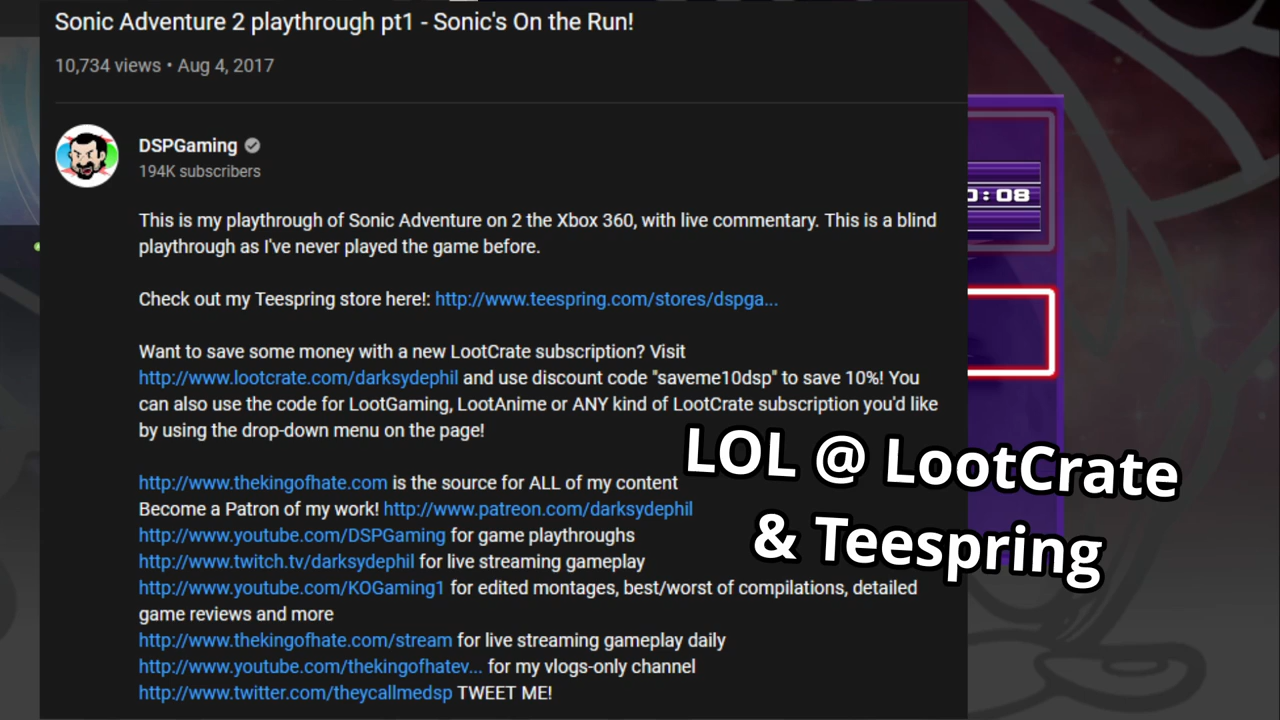 Sonic Adventure 2 playthrough pt1 - Sonic's On the Run!
10,734 views • Aug 4, 2017
DSPGaming
194K subscribers
This is my playthrough of Sonic Adventure on 2 the Xbox 360, with live commentary. This is a blind
playthrough as I've never played the game before.
Check out my Teespring store here!: http://www.teespring.com/stores/dspga...
Want to save some money with a new LootCrate subscription? Visit
http://www.lootcrate.com/darksydephil and use discount code "saveme10dsp" to save 10%! You
can also use the code for LootGaming, LootAnime or ANY kind of LootCrate subscription you'd like
by using the drop-down menu on the page!
http://www.thekingofhate.com is the source for ALL of my content
Become a Patron of my work! http://www.patreon.com/darksydephil
http://www.youtube.com/DSPGaming for game playthroughs
http://www.twitch.tv/darksydephil for live streaming gameplay
http://www.youtube.com/KOGaming1 for edited montages, best/worst of compilations, detailed
game reviews and more
http://www.thekingofhate.com/stream for live streaming gameplay daily
http://www.youtube.com/thekingofhatev... for my vlogs-only channel
http://www.twitter.com/theycallmedsp TWEET ME!
:08
LOL @ LootCrate
& Teespring